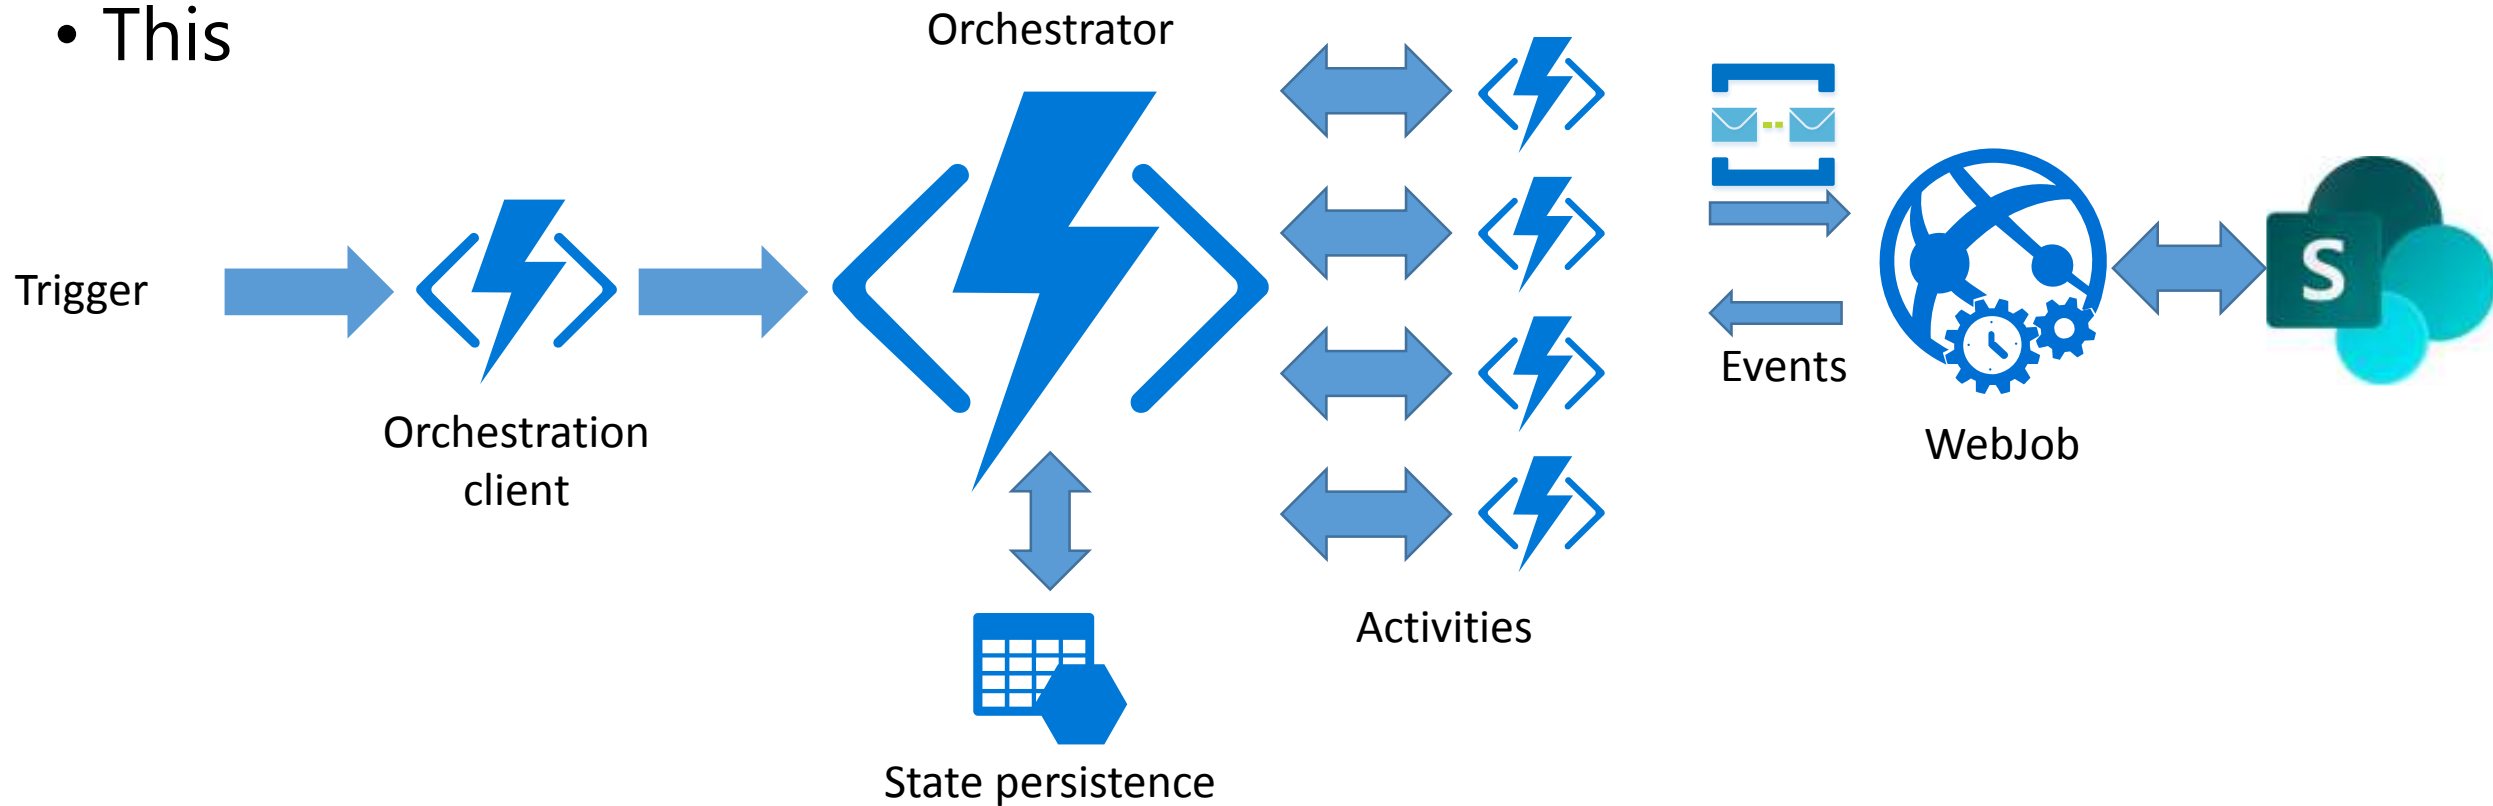 • This
Orchestrator
Trigger
Orchestration
client
Events
WebJob
S
Activities
State persistence